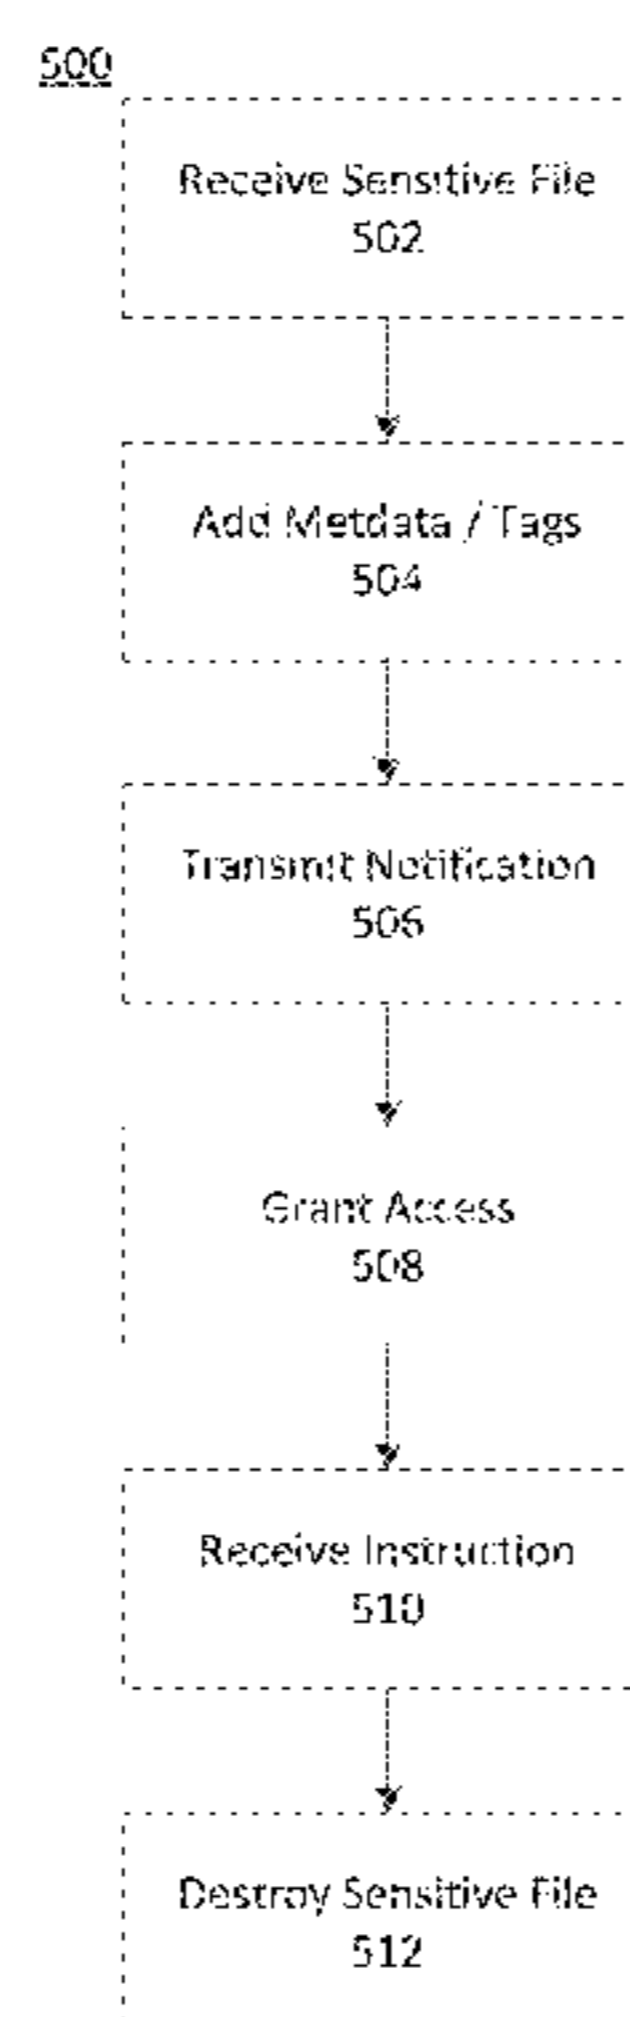 500
Receive Sensitive File
502
Add Metdata / Tags
504
Transmit Notification
506
Grant Access
508
Receive Instruction
510
Destroy Sensitive File
512